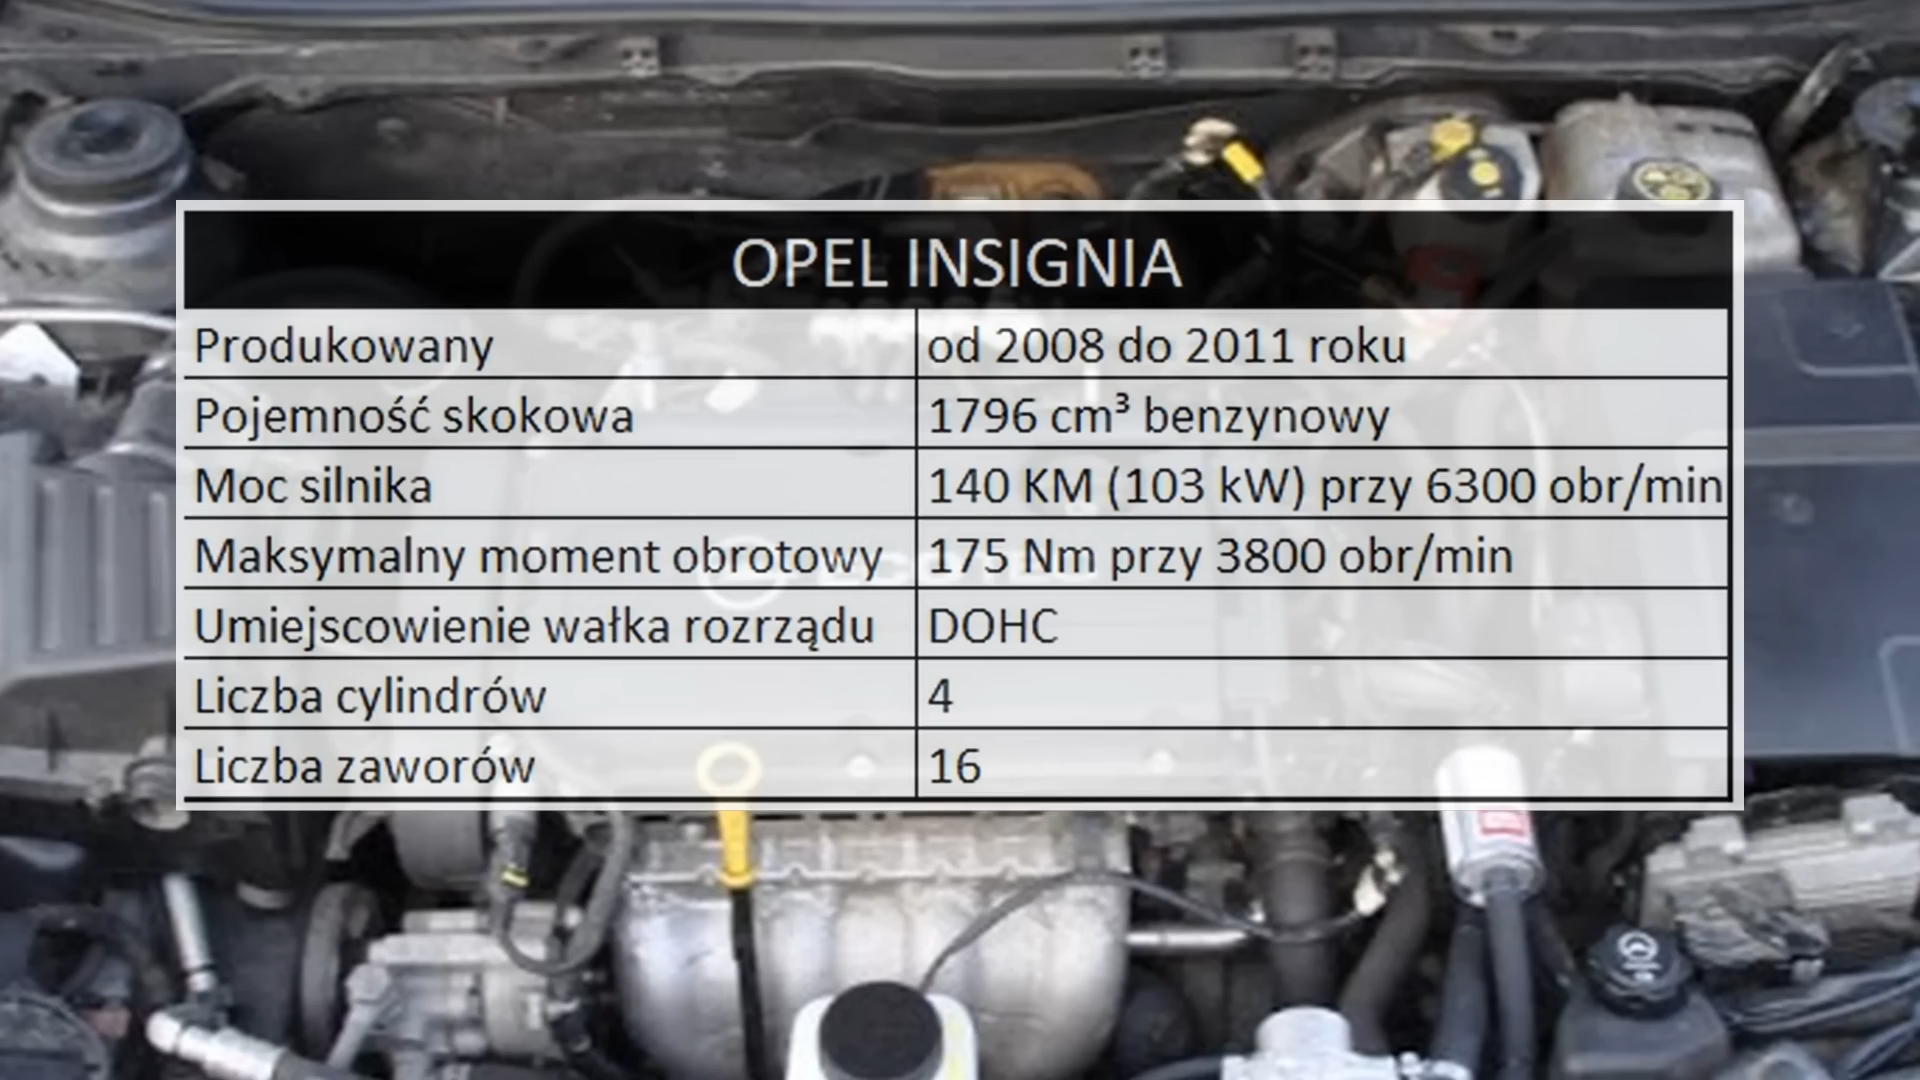 OPEL INSIGNIA
Produkowany od 2008 do 2011 roku
Pojemność skokowa 1796 cm³ benzynowy
Moc silnika 140 KM (103 kW) przy 6300 obr/min
Maksymalny moment obrotowy 175 Nm przy 3800 obr/min
Umiejscowienie wałka rozrządu DOHC
Liczba cylindrów 4
Liczba zaworów 16